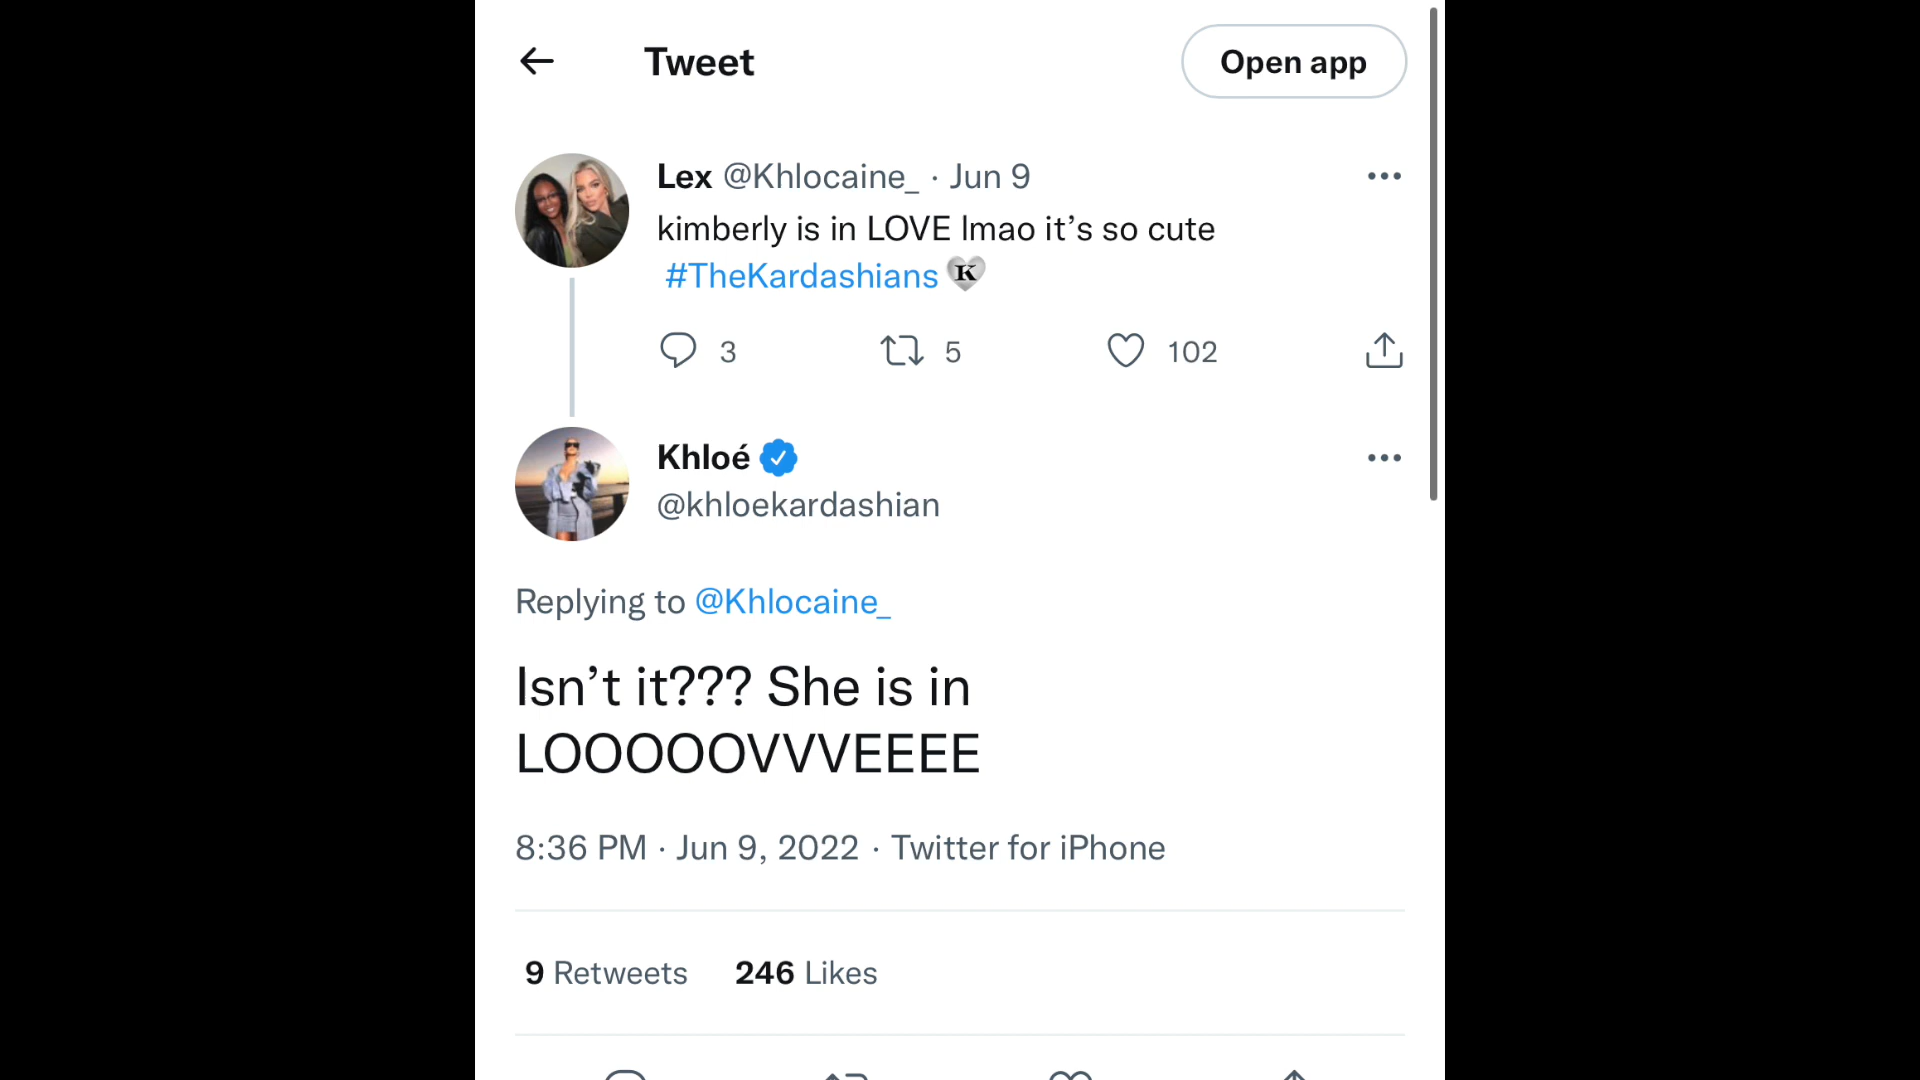 Tweet
Open app
Lex @Khlocaine_ · Jun 9
kimberly is in LOVE lmao it’s so cute
#TheKardashians K
3 5 102
Khloé
@khloekardashian
Replying to @Khlocaine_
Isn’t it??? She is in
LOOOOOVVVEEEE
8:36 PM · Jun 9, 2022 · Twitter for iPhone
9 Retweets 246 Likes